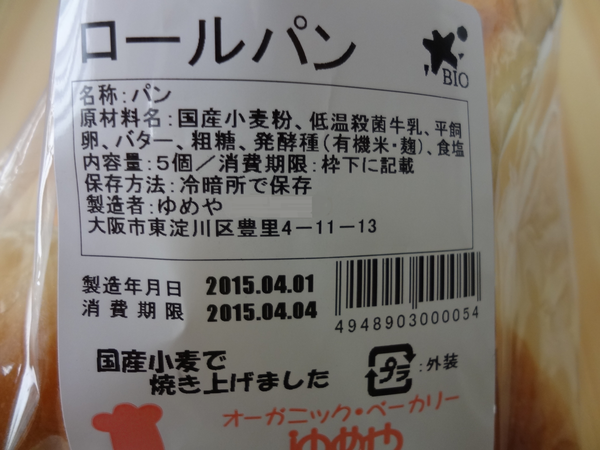 ロールパン
BIO
名称:パン
原材料名:国産小麦粉、低温殺菌牛乳、平飼
卵、バター、粗糖、発酵種(有機米・麹)、食塩
内容量:5個/消費期限:枠下に記載
保存方法:冷暗所で保存
製造者:ゆめや
大阪市東淀川区豊里4-11-13
製造年月日 2015.04.01
消費期限 2015.04.04
4948903000054
国産小麦で
焼き上げました
プラ :外装
オーガニック・ベーカリー
ゆめや